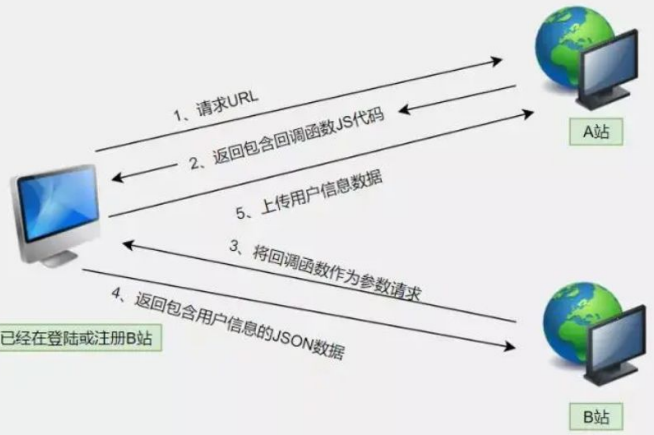 1、请求URL
2、返回包含回调函数JS代码
A站
5、上传用户信息数据
3、将回调函数作为参数请求
4、返回包含用户信息的JSON数据
已经在登陆或注册B站
B站